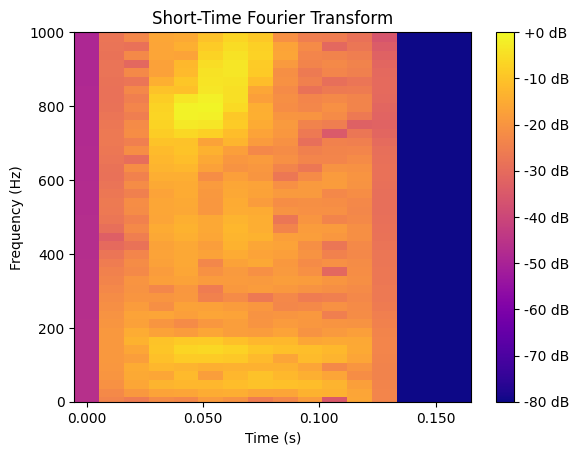 Short-Time Fourier Transform
1000
800
600
400
200
0
Frequency (Hz)
0.000
0.050
0.100
0.150
Time (s)
+0 dB
-10 dB
-20 dB
-30 dB
-40 dB
-50 dB
-60 dB
-70 dB
-80 dB